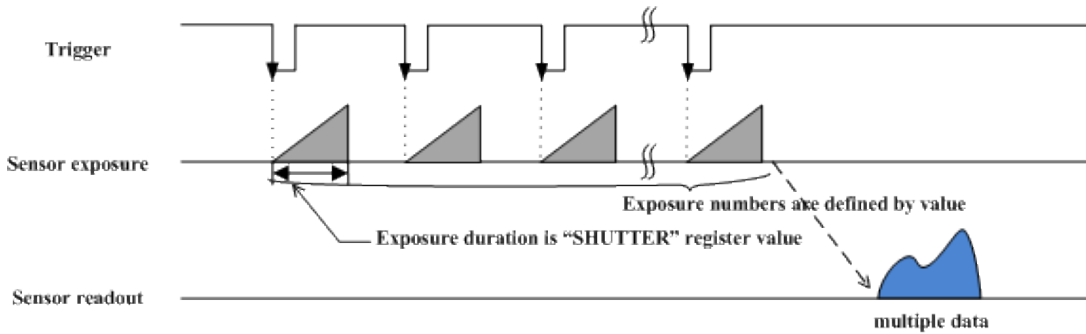 Trigger
Sensor exposure
Exposure numbers are defined by value
Exposure duration is “SHUTTER” register value
Sensor readout
multiple data